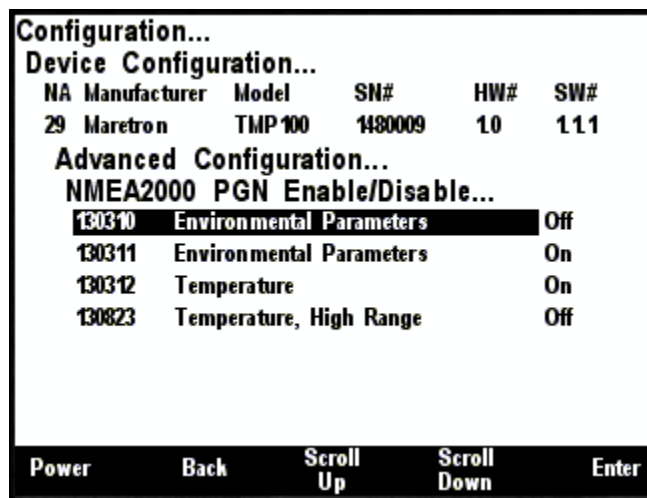 Configuration...
Device Configuration...
NA Manufacturer Model SN# HW# SW#
29 Maretron TMP100 1480009 1.0 1.1.1
Advanced Configuration...
NMEA2000 PGN Enable/Disable...
130310 Environmental Parameters Off
130311 Environmental Parameters On
130312 Temperature On
130823 Temperature, High Range Off
Power Back Scroll Up Scroll Down Enter